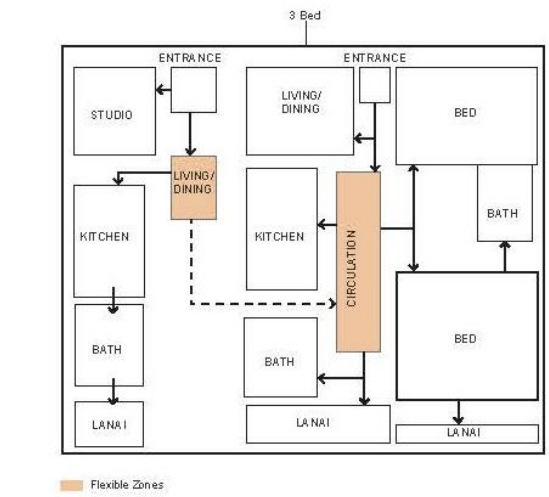 3 Bed
ENTRANCE
ENTRANCE
STUDIO
LIVING/
DINING
BED
LIVING/
DINING
KITCHEN
KITCHEN
CIRCULATION
BATH
BATH
BATH
BED
LANAI
LANAI
LANAI
Flexible Zones